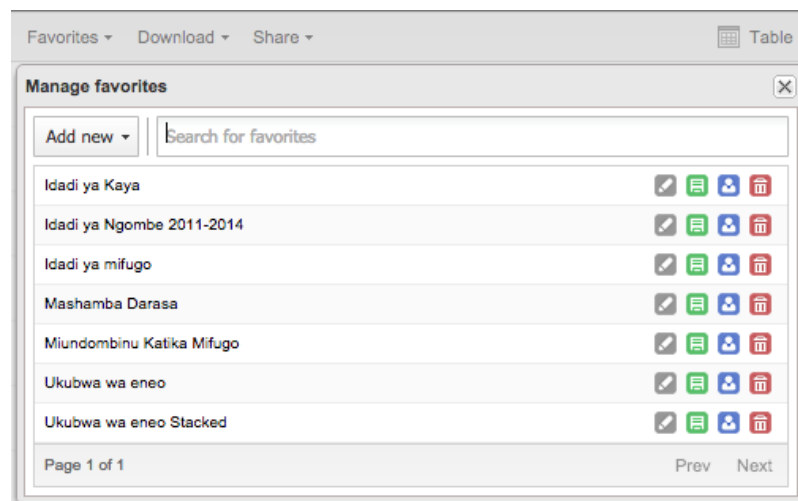 Favorites Download Share Table
Manage favorites
Add new Search for favorites
Idadi ya Kaya
Idadi ya Ngombe 2011-2014
Idadi ya mifugo
Mashamba Darasa
Miundombinu Katika Mifugo
Ukubwa wa eneo
Ukubwa wa eneo Stacked
Page 1 of 1 Prev Next